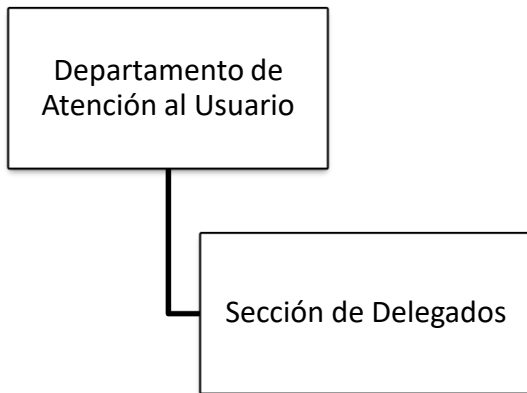 Departamento de
Atención al Usuario
Sección de Delegados